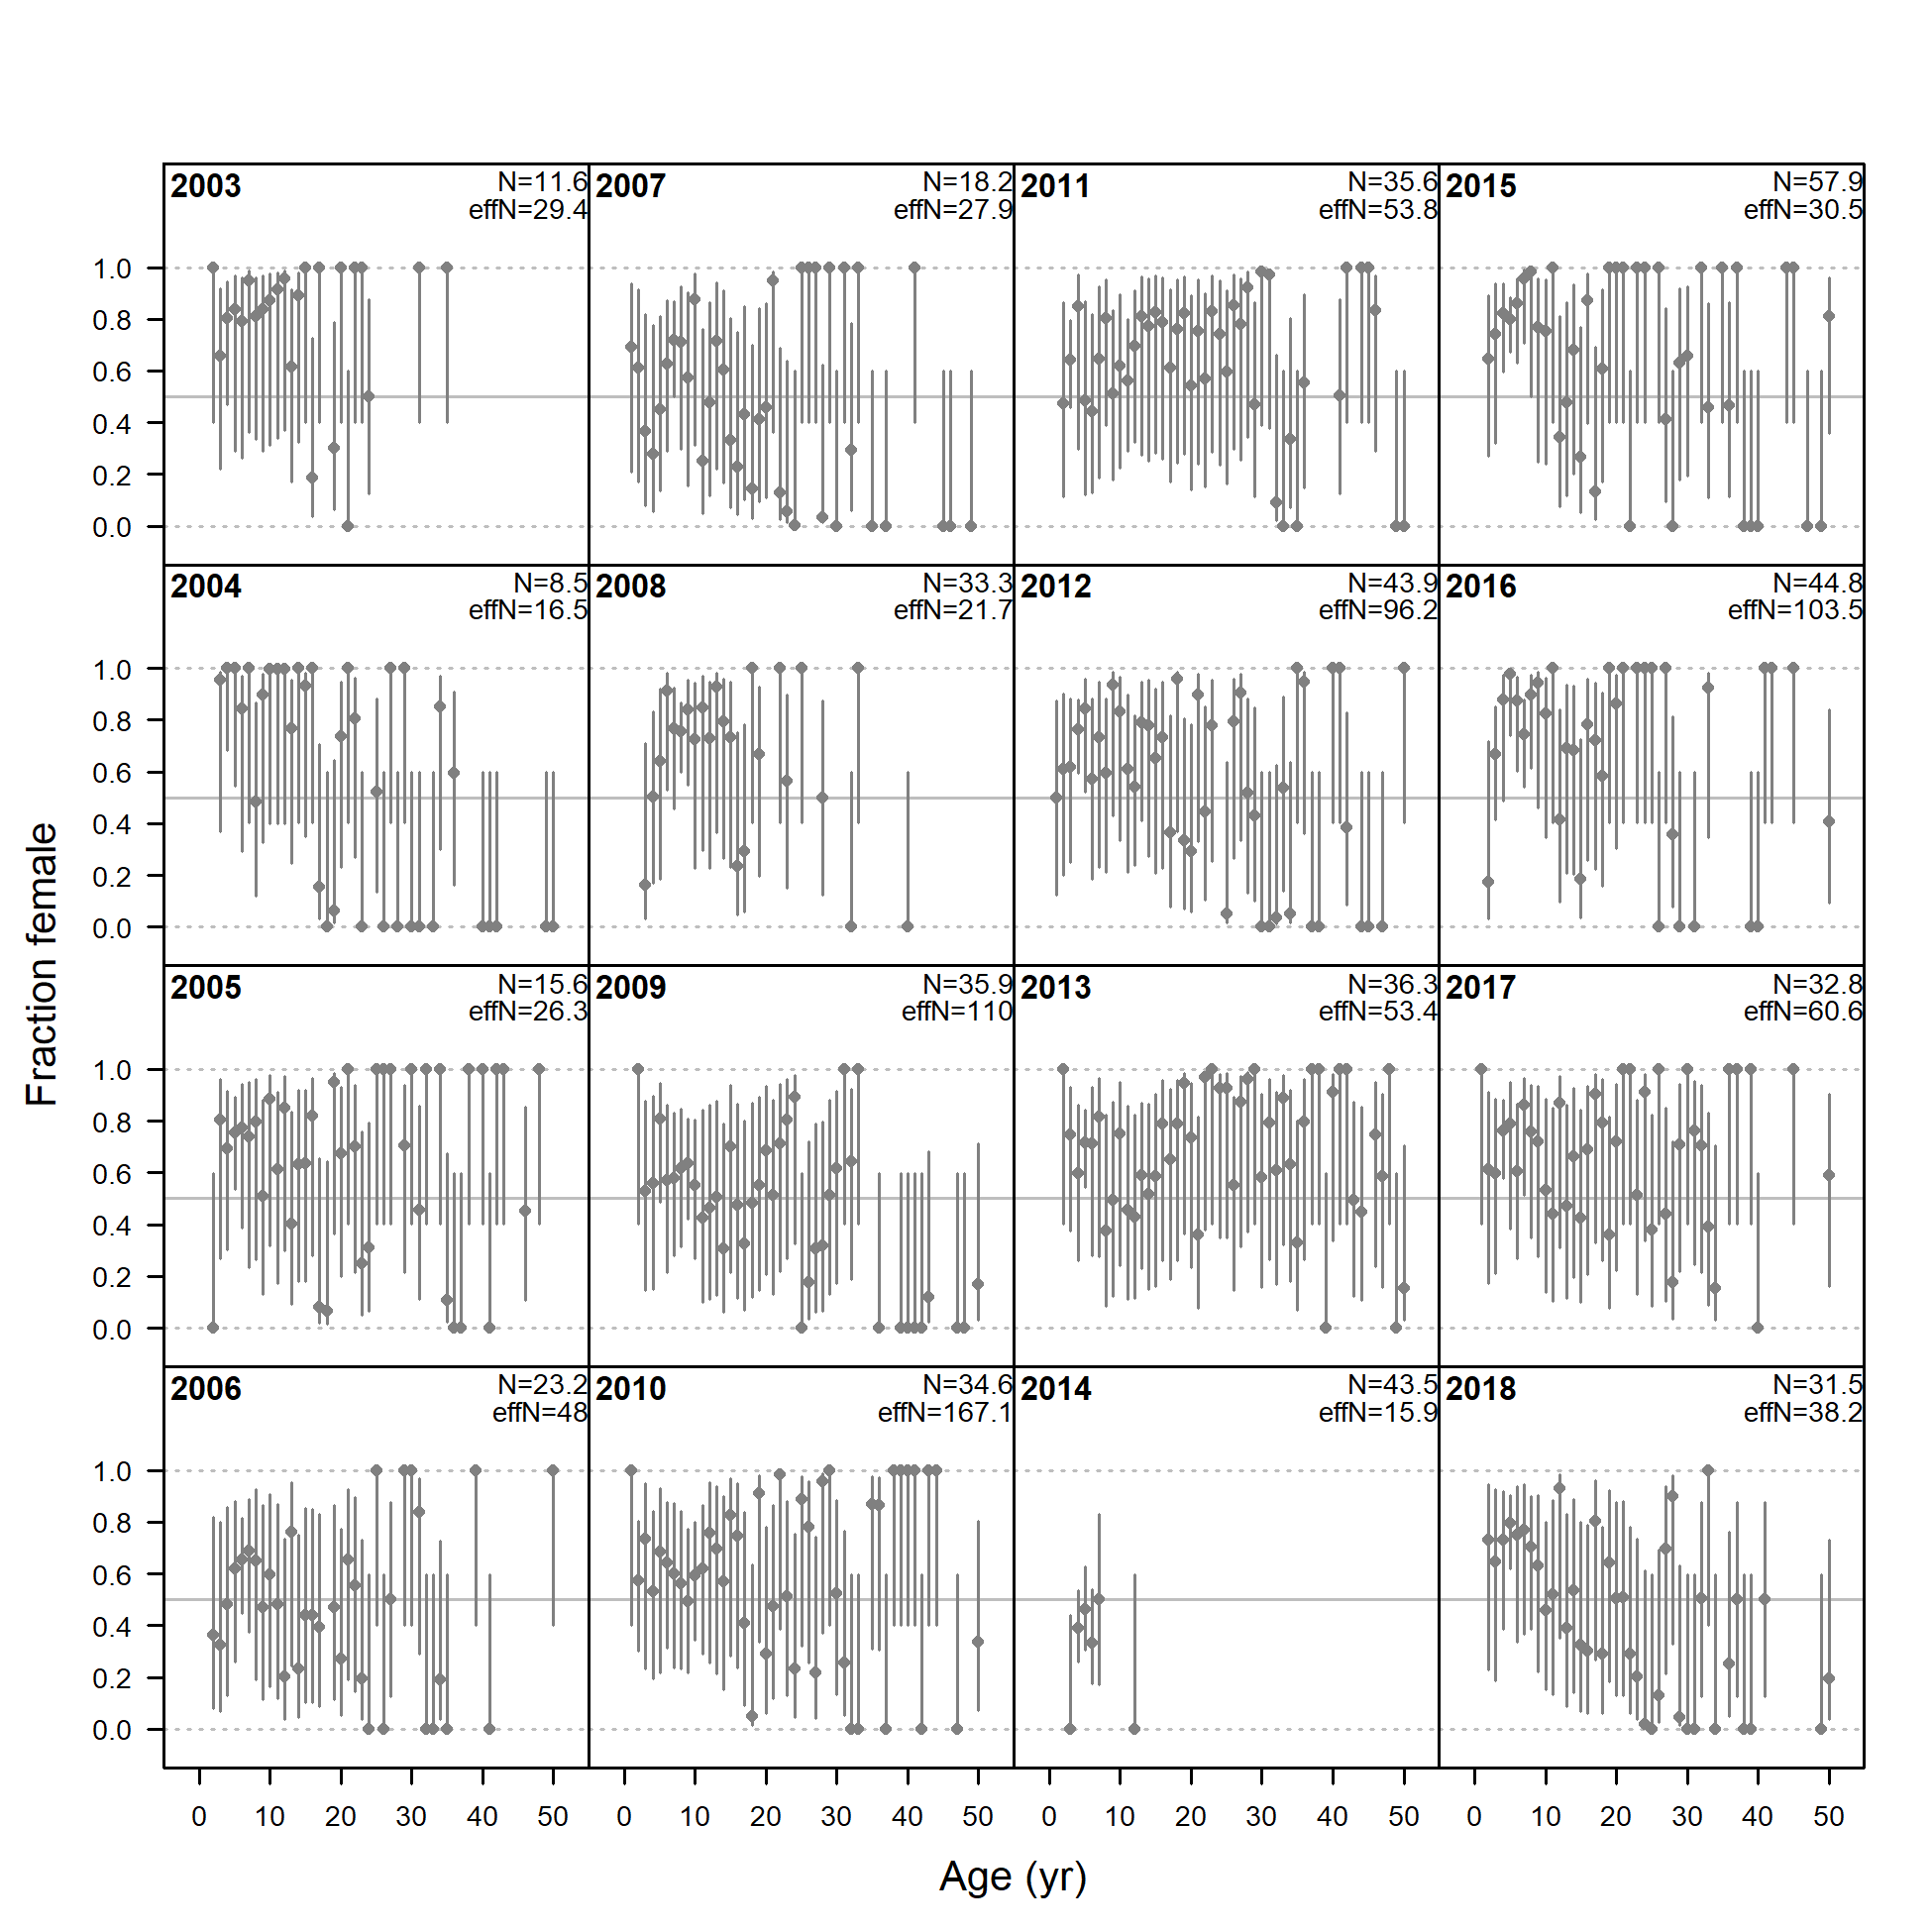 2003 N=11.6
effN=29.4
2007 N=18.2
effN=27.9
2011 N=35.6
effN=53.8
2015 N=57.9
effN=30.5
1.0
0.8
0.6
0.4
0.2
0.0
2004 N=8.5
effN=16.5
2008 N=33.3
effN=21.7
2012 N=43.9
effN=96.2
2016 N=44.8
effN=103.5
1.0
0.8
0.6
0.4
0.2
0.0
2005 N=15.6
effN=26.3
2009 N=35.9
effN=110
2013 N=36.3
effN=53.4
2017 N=32.8
effN=60.6
1.0
0.8
0.6
0.4
0.2
0.0
2006 N=23.2
effN=48
2010 N=34.6
effN=167.1
2014 N=43.5
effN=15.9
2018 N=31.5
effN=38.2
1.0
0.8
0.6
0.4
0.2
0.0
0 10 20 30 40 50 0 10 20 30 40 50 0 10 20 30 40 50 0 10 20 30 40 50
Age (yr)
Fraction female